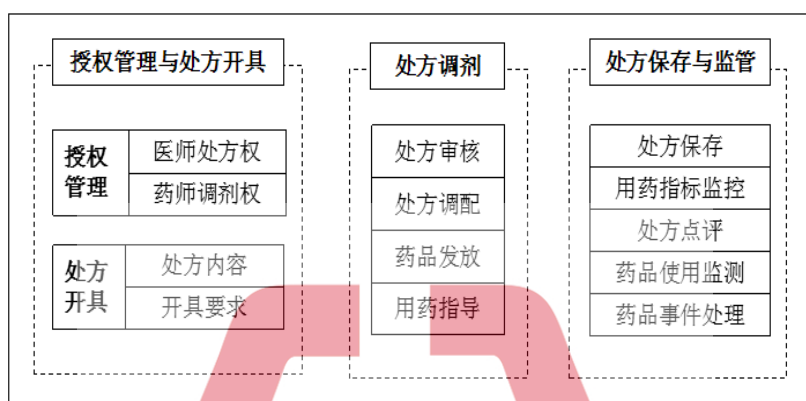 授权管理与处方开具
授权
管理
医师处方权
药师调剂权
处方
开具
处方内容
开具要求
处方调剂
处方审核
处方调配
药品发放
用药指导
处方保存与监管
处方保存
用药指标监控
处方点评
药品使用监测
药品事件处理